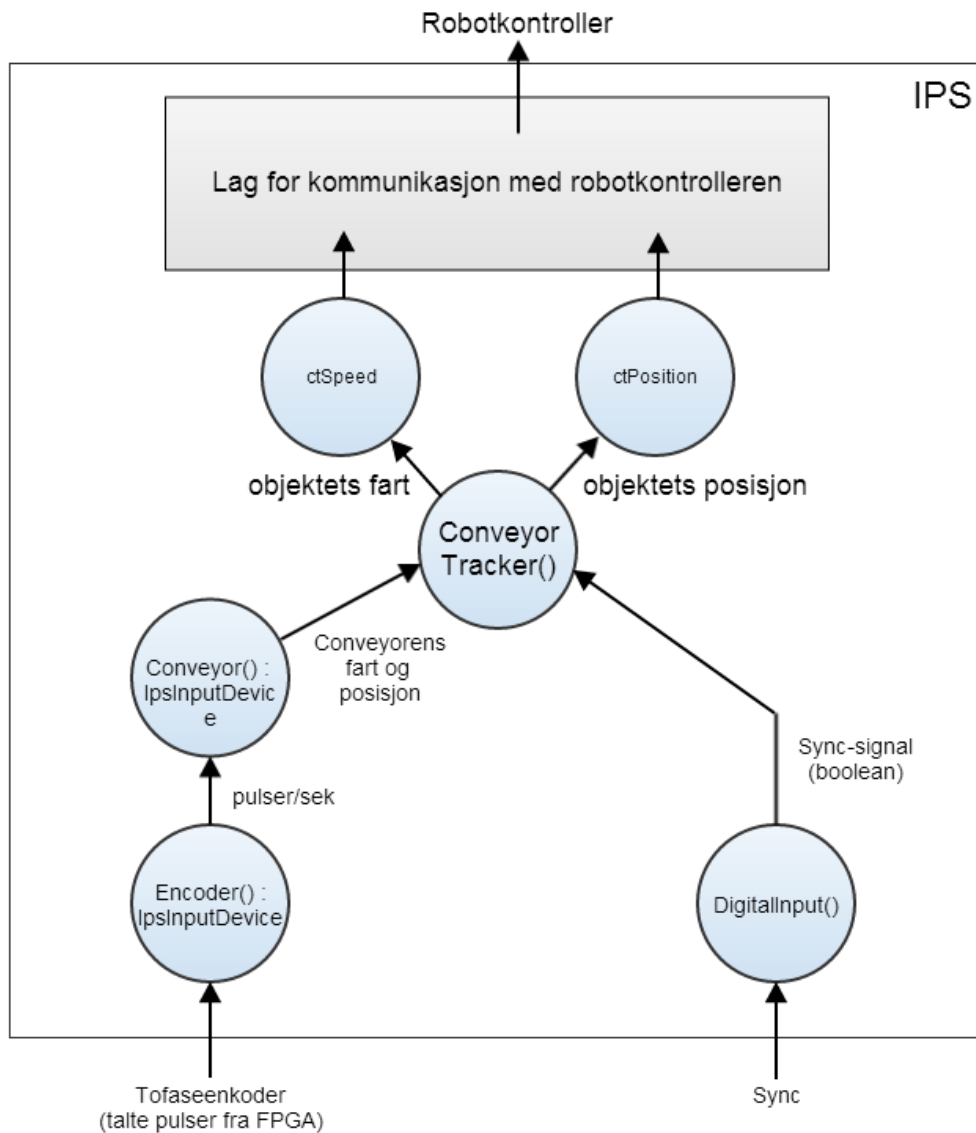 Robotkontroller
IPS
Lag for kommunikasjon med robotkontrolleren
ctSpeed
ctPosition
objektets fart
objektets posisjon
Conveyor
Tracker()
Conveyor() :
IpsInputDevic
e
Conveyorens
fart og
posisjon
Sync-signal
(boolean)
pulser/sek
Encoder() :
IpsInputDevice
DigitalInput()
Tofaseenkoder
(talte pulser fra FPGA)
Sync